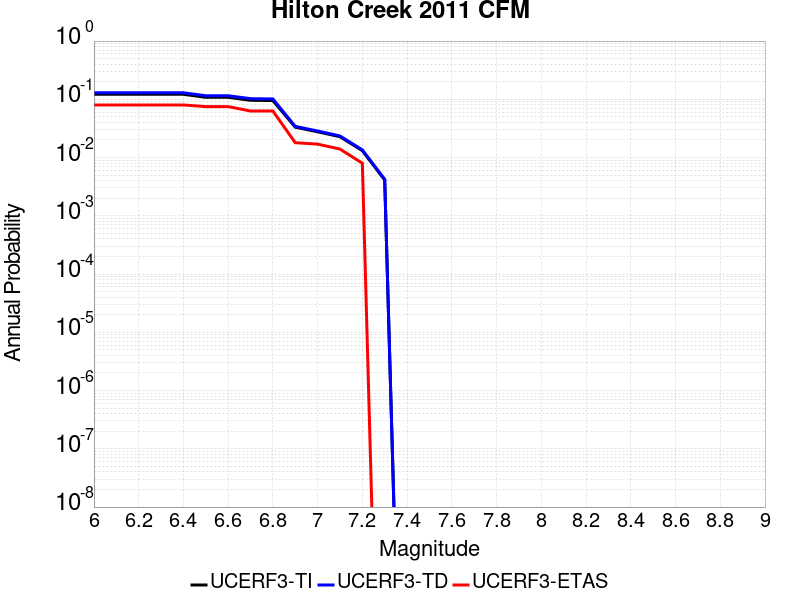 Hilton Creek 2011 CFM
Annual Probability
10^0
10^-1
10^-2
10^-3
10^-4
10^-5
10^-6
10^-7
10^-8
6 6.2 6.4 6.6 6.8 7 7.2 7.4 7.6 7.8 8 8.2 8.4 8.6 8.8 9
Magnitude
UCERF3-TI UCERF3-TD UCERF3-ETAS